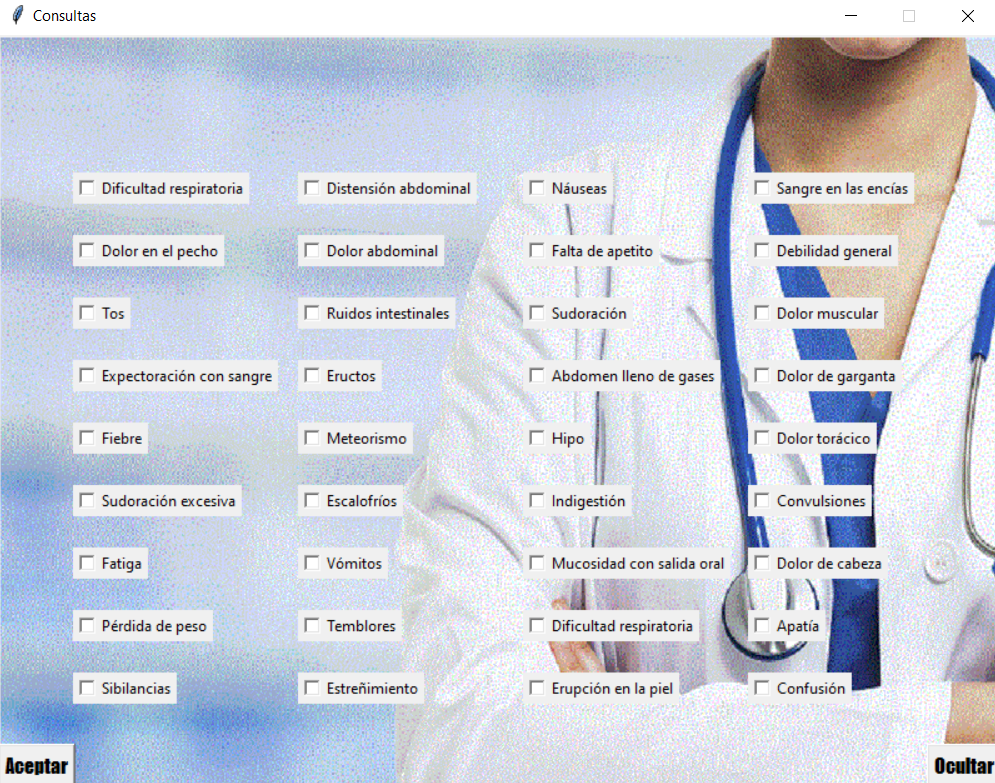 Consultas
Dificultad respiratoria Distensión abdominal Náuseas Sangre en las encías
Dolor en el pecho Dolor abdominal Falta de apetito Debilidad general
Tos Ruidos intestinales Sudoración Dolor muscular
Expectoración con sangre Eructos Abdomen lleno de gases Dolor de garganta
Fiebre Meteorismo Hipo Dolor torácico
Sudoración excesiva Escalofríos Indigestión Convulsiones
Fatiga Vómitos Mucosidad con salida oral Dolor de cabeza
Pérdida de peso Temblores Dificultad respiratoria Apatía
Sibilancias Estreñimiento Erupción en la piel Confusión
Aceptar Ocultar